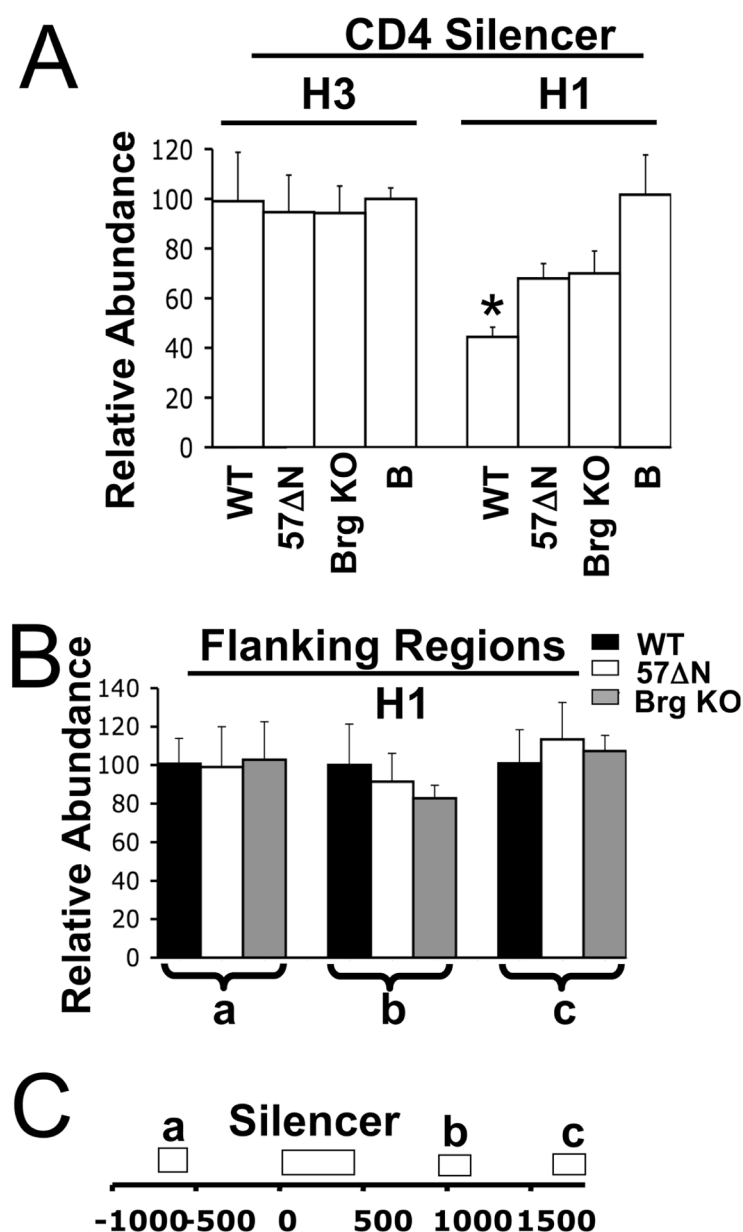 A
CD4 Silencer
H3 H1
Relative Abundance
120
100
80
60
40
20
0
WT 57ΔN Brg KO B WT 57ΔN Brg KO B
*
B
Flanking Regions
H1
WT
57ΔN
Brg KO
Relative Abundance
140
120
100
80
60
40
20
0
a b c
C
a Silencer b c
-1000 -500 0 500 1000 1500